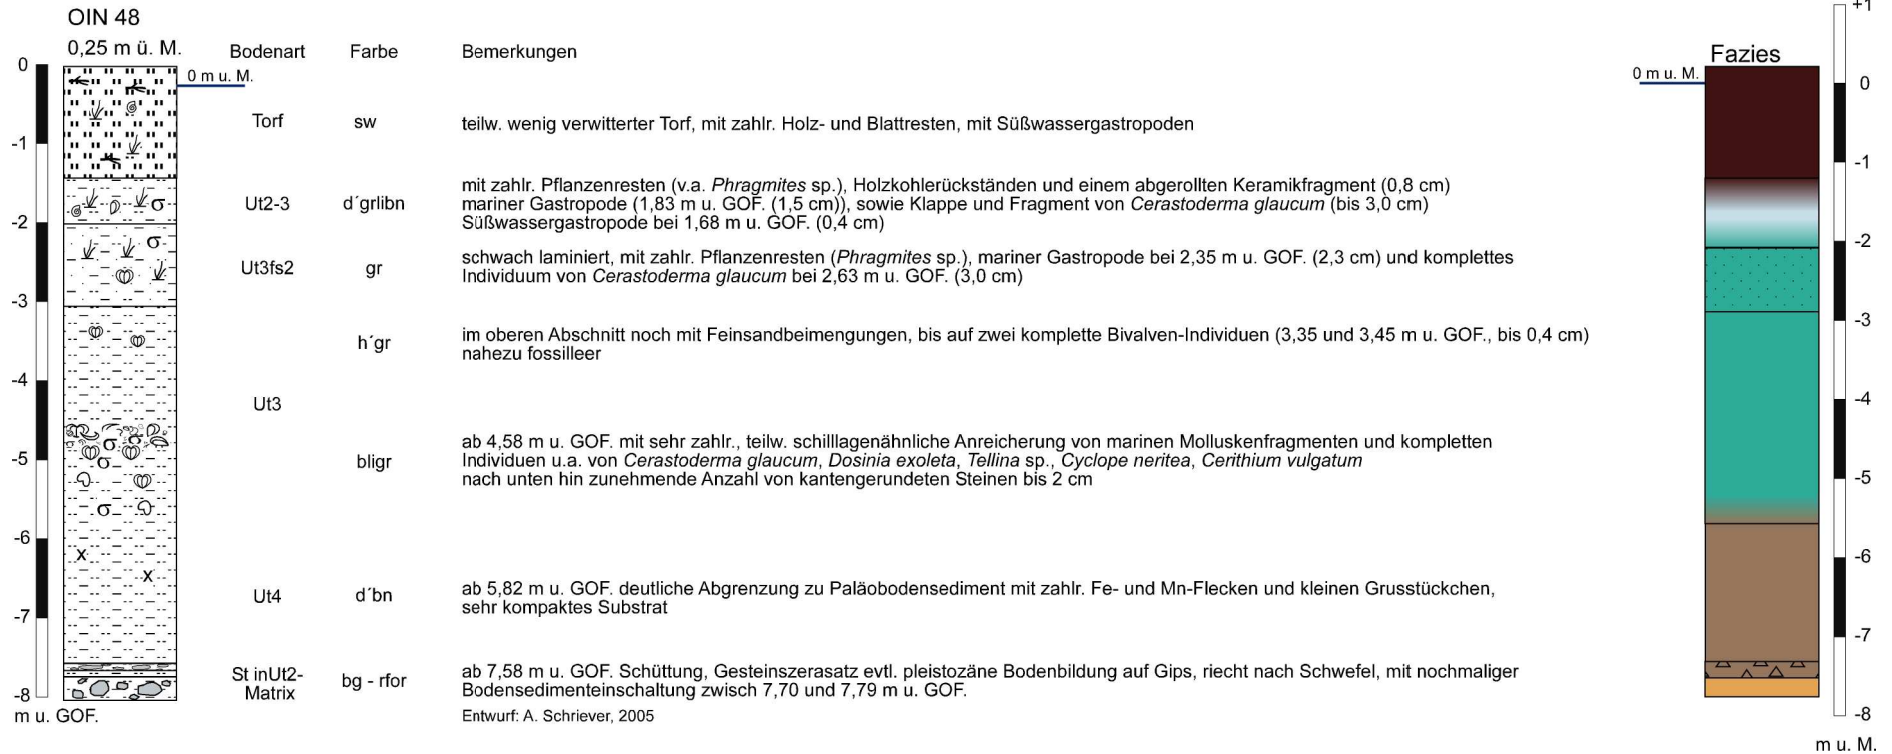 OIN 48
0,25 m ü. M.
Bodenart
Farbe
Bemerkungen
Fazies
0 m u. M.
0 m u. M.
Torf
sw
teilw. wenig verwitterter Torf, mit zahlr. Holz- und Blattresten, mit Süßwassergastropoden
Ut2-3
d´grlibn
mit zahlr. Pflanzenresten (v.a. Phragmites sp.), Holzkohlerückständen und einem abgerollten Keramikfragment (0,8 cm)
mariner Gastropode (1,83 m u. GOF. (1,5 cm)), sowie Klappe und Fragment von Cerastoderma glaucum (bis 3,0 cm)
Süßwassergastropode bei 1,68 m u. GOF. (0,4 cm)
Ut3fs2
gr
schwach laminiert, mit zahlr. Pflanzenresten (Phragmites sp.), mariner Gastropode bei 2,35 m u. GOF. (2,3 cm) und komplettes
Individuum von Cerastoderma glaucum bei 2,63 m u. GOF. (3,0 cm)
h´gr
im oberen Abschnitt noch mit Feinsandbeimengungen, bis auf zwei komplette Bivalven-Individuen (3,35 und 3,45 m u. GOF., bis 0,4 cm)
nahezu fossilleer
Ut3
bligr
ab 4,58 m u. GOF. mit sehr zahlr., teilw. schilllagenähnliche Anreicherung von marinen Molluskenfragmenten und kompletten
Individuen u.a. von Cerastoderma glaucum, Dosinia exoleta, Tellina sp., Cyclope neritea, Cerithium vulgatum
nach unten hin zunehmende Anzahl von kantengerundeten Steinen bis 2 cm
Ut4
d´bn
ab 5,82 m u. GOF. deutliche Abgrenzung zu Paläobodensediment mit zahlr. Fe- und Mn-Flecken und kleinen Grusstückchen,
sehr kompaktes Substrat
St inUt2-
Matrix
bg - rfor
ab 7,58 m u. GOF. Schüttung, Gesteinszerasatz evtl. pleistozäne Bodenbildung auf Gips, riecht nach Schwefel, mit nochmaliger
Bodensedimenteinschaltung zwisch 7,70 und 7,79 m u. GOF.
Entwurf: A. Schriever, 2005
0
-1
-2
-3
-4
-5
-6
-7
-8
m u. GOF.
x
x
σ
σ
σ
σ
σ
σ
+1
0
-1
-2
-3
-4
-5
-6
-7
-8
m u. M.